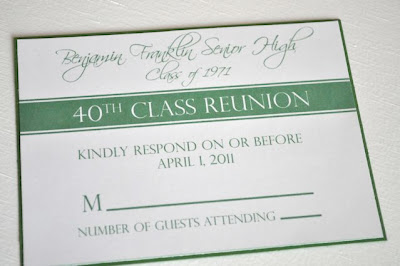 Benjamin Franklin Senior High
Class of 1971
40TH CLASS REUNION
KINDLY RESPOND ON OR BEFORE
APRIL 1, 2011
M
NUMBER OF GUESTS ATTENDING